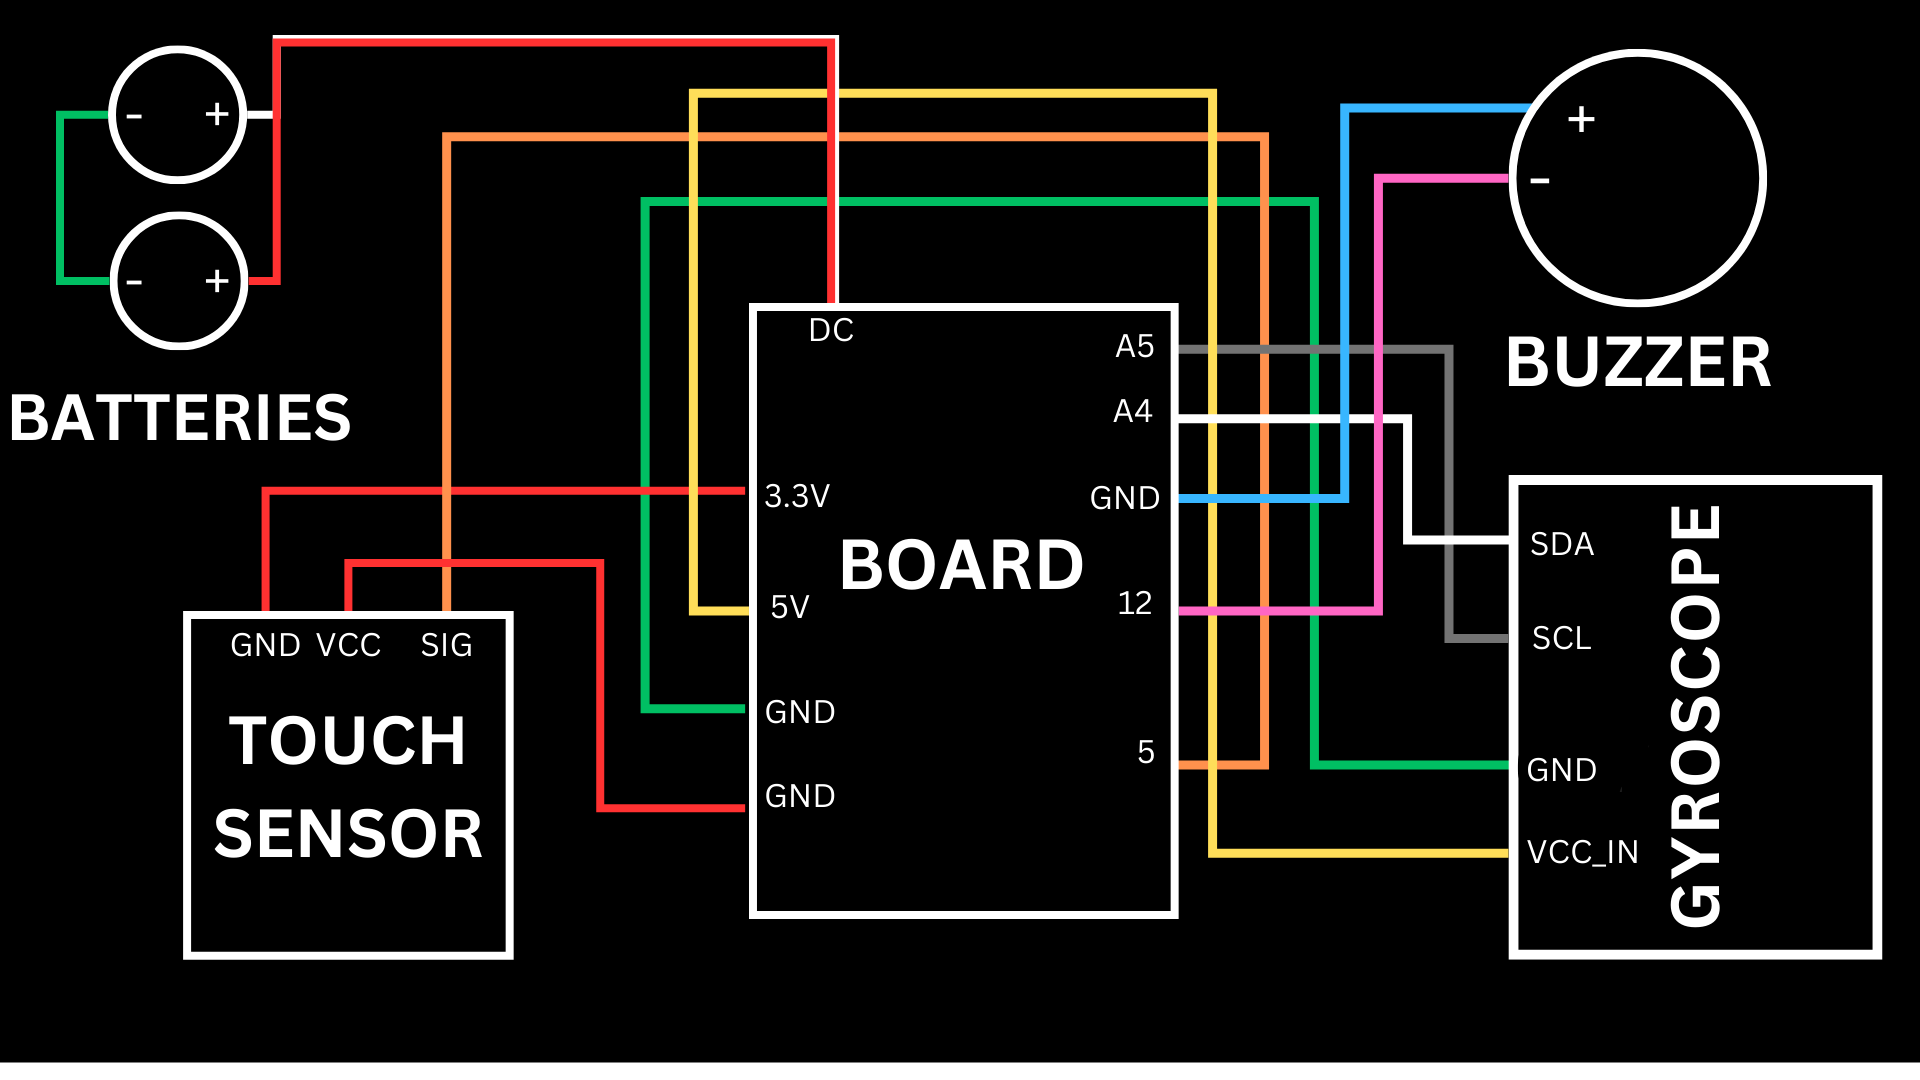 - +
- +
BATTERIES
+
-
BUZZER
DC
A5
A4
3.3V
GND
BOARD
5V
12
GND
5
GND
GND VCC SIG
TOUCH
SENSOR
SDA
SCL
GND
VCC_IN
GYROSCOPE